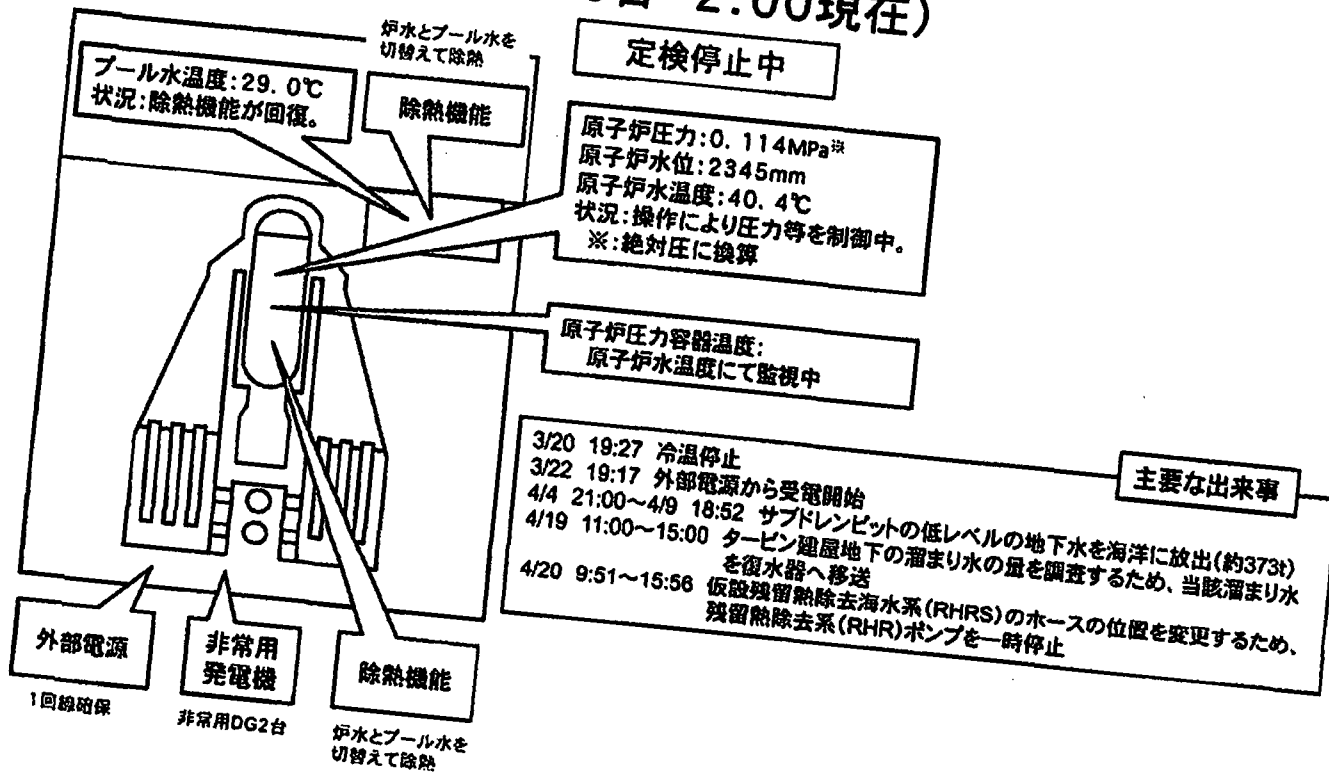 2:00現在)
定検停止中
炉水とプール水を
切替えて除熱
プール水温度:29.0℃
状況:除熱機能が回復。
除熱機能
原子炉圧力:0.114MPa※
原子炉水位:2345mm
原子炉水温度:40.4℃
状況:操作により圧力等を制御中。
※:絶対圧に換算
原子炉圧力容器温度:
原子炉水温度にて監視中
主要な出来事
3/20 19:27 冷温停止
3/22 19:17 外部電源から受電開始
4/4 21:00~4/9 18:52 サブドレンピットの低レベルの地下水を海洋に放出(約373t)
4/19 11:00~15:00 タービン建屋地下の溜まり水の量を調査するため、当該溜まり水
を復水器へ移送
4/20 9:51~15:56 仮設残留熱除去海水系(RHRS)のホースの位置を変更するため、
残留熱除去系(RHR)ポンプを一時停止
外部電源
1回線確保
非常用
発電機
非常用DG2台
除熱機能
炉水とプール水を
切替えて除熱